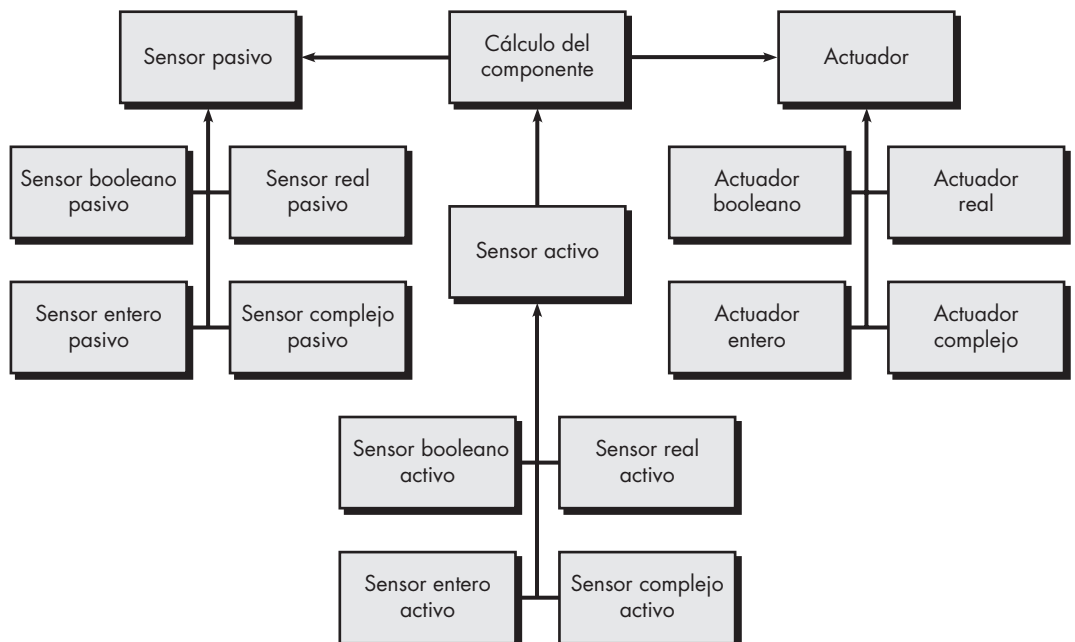 Sensor pasivo
Cálculo del
componente
Actuador
Sensor booleano
pasivo
Sensor real
pasivo
Sensor activo
Actuador
booleano
Actuador
real
Sensor entero
pasivo
Sensor complejo
pasivo
Actuador
entero
Actuador
complejo
Sensor booleano
activo
Sensor real
activo
Sensor entero
activo
Sensor complejo
activo